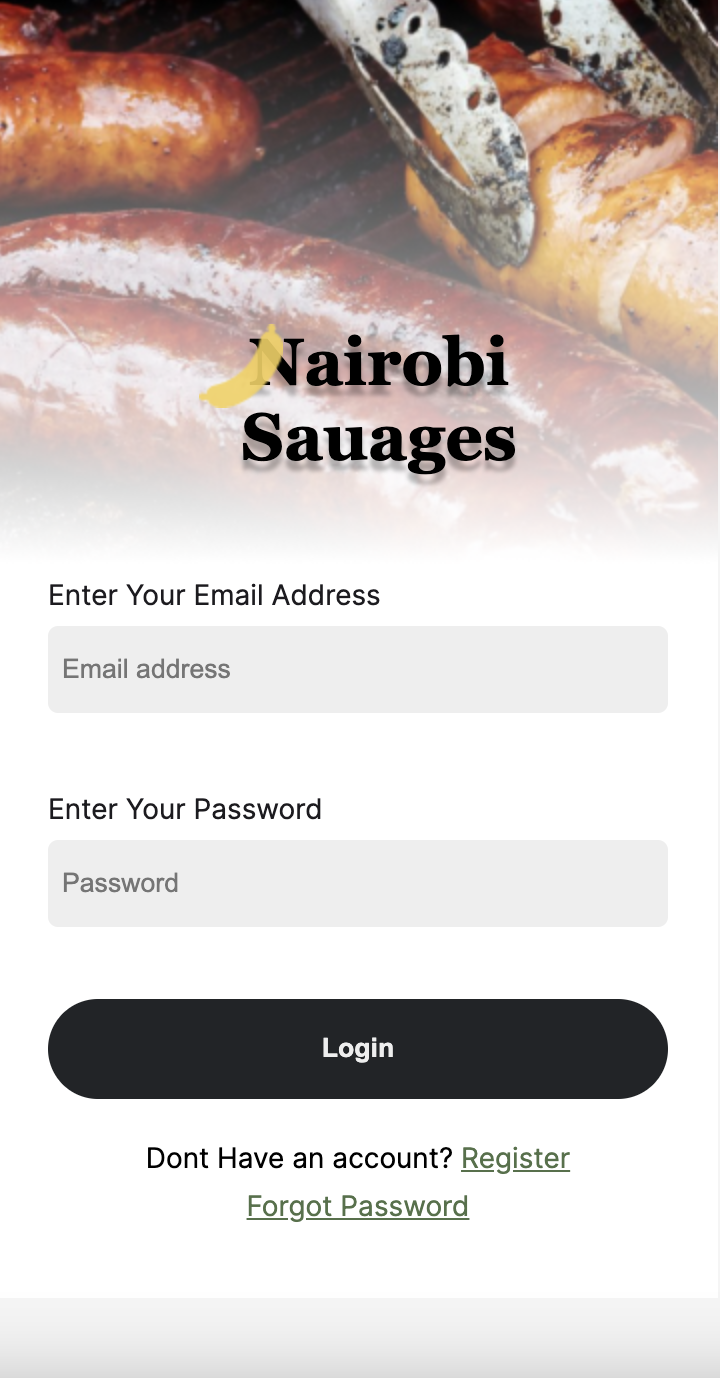 Nairobi
Sauages
Enter Your Email Address
Email address
Enter Your Password
Password
Login
Dont Have an account? Register
Forgot Password